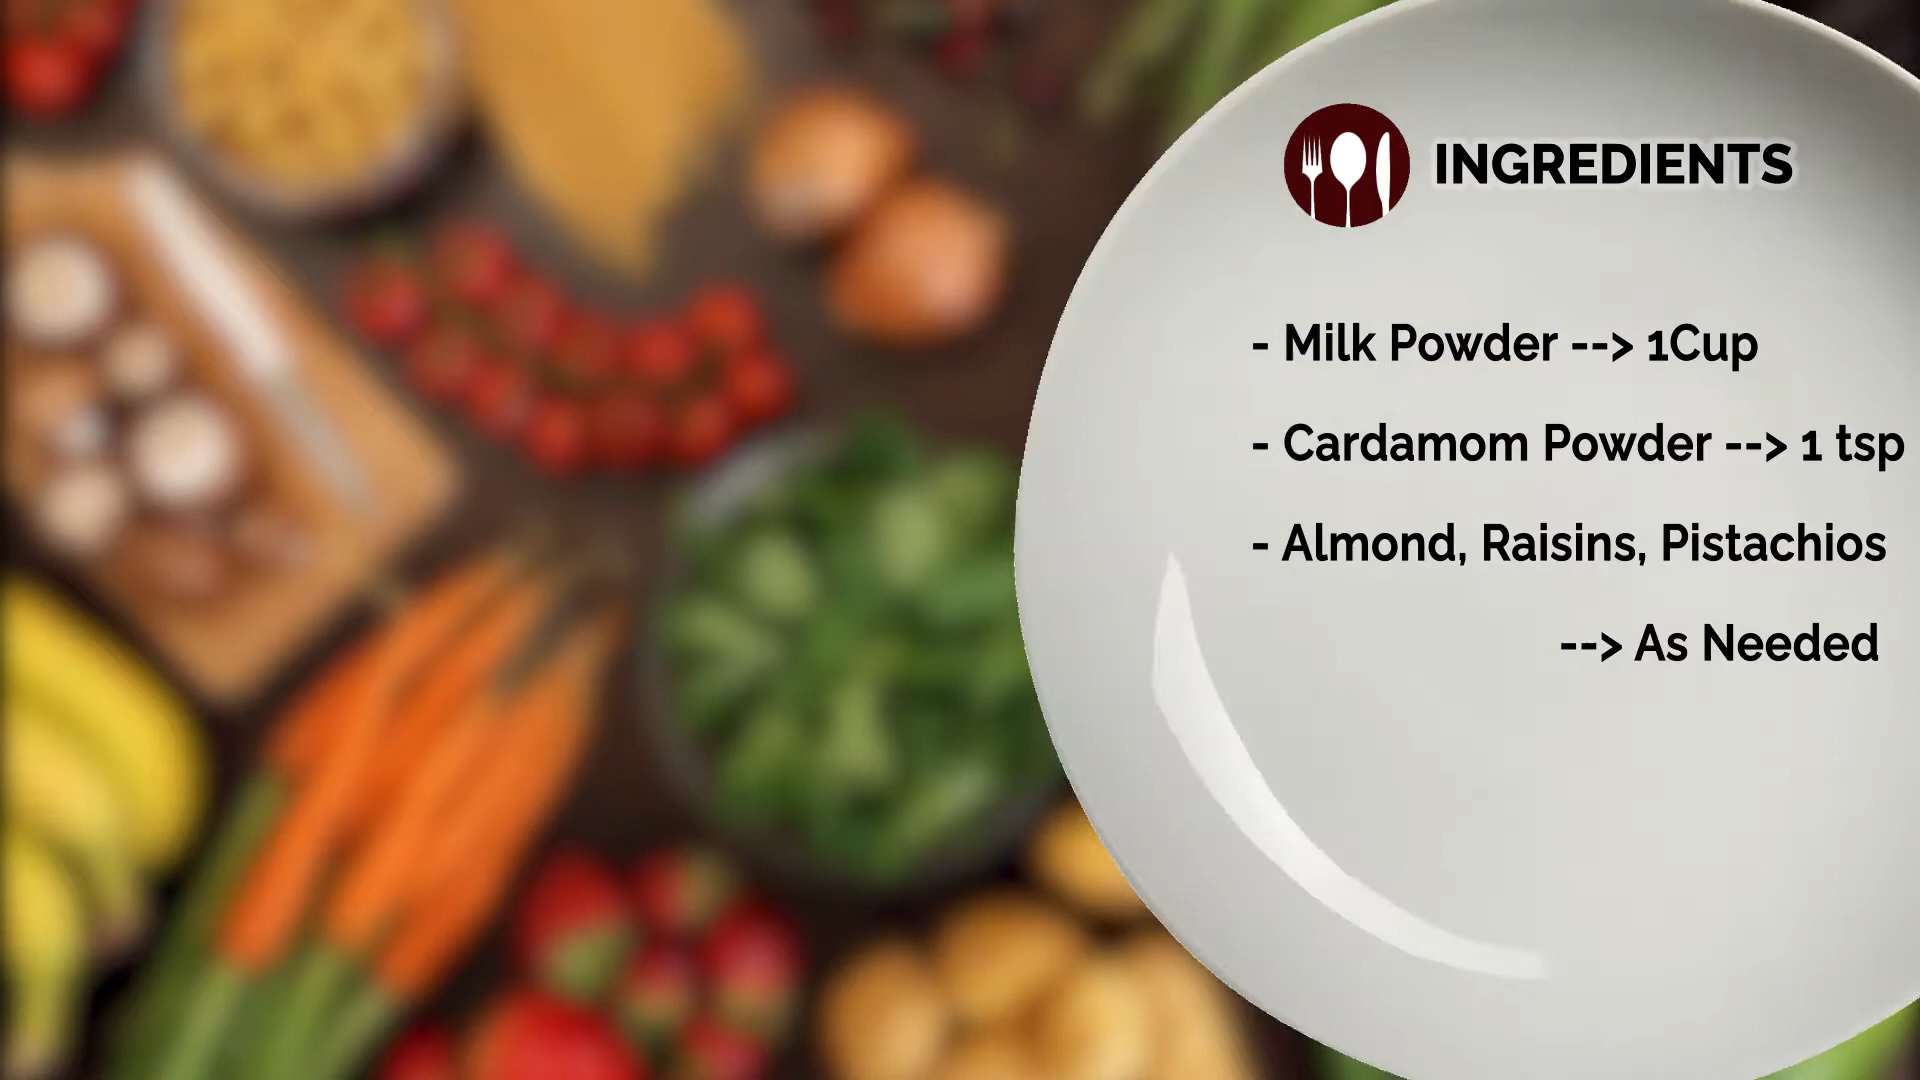 INGREDIENTS
- Milk Powder --> 1Cup
- Cardamom Powder --> 1 tsp
- Almond, Raisins, Pistachios
--> As Needed